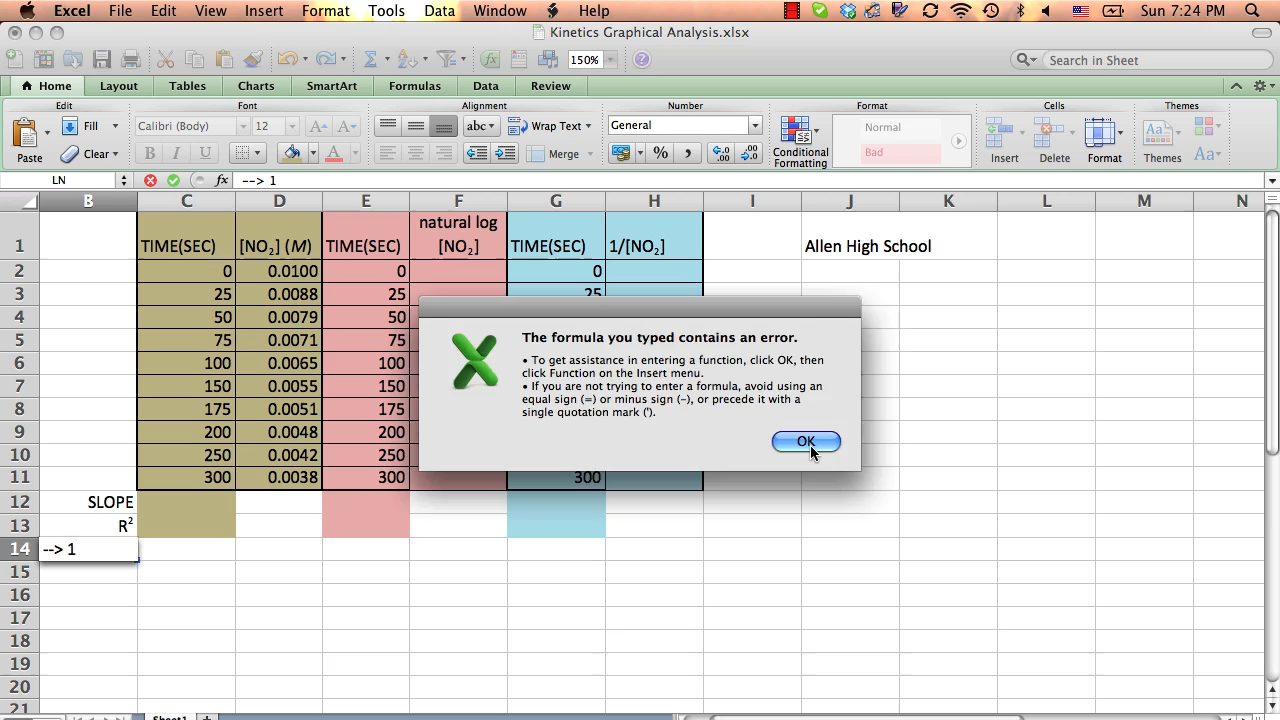 Excel File Edit View Insert Format Tools Data Window Help Sun 7:24 PM
Kinetics Graphical Analysis.xlsx
150% Search in Sheet
Home Layout Tables Charts SmartArt Formulas Data Review
Edit Font Alignment Number Format Cells Themes
Paste Fill Calibri (Body) 12 A A abc Wrap Text General Conditional Formatting Normal Insert Delete Format Themes Aa
Clear B I U A Merge % Bad Aa
LN fx --> 1
B C D E F G H I J K L M N
1 TIME(SEC) [NO₂] (M) TIME(SEC) natural log [NO₂] TIME(SEC) 1/[NO₂] Allen High School
2 0 0.0100 0 0
3 25 0.0088 25 25
4 50 0.0079 50
5 75 0.0071 75
6 100 0.0065 100
7 150 0.0055 150
8 175 0.0051 175
9 200 0.0048 200
10 250 0.0042 250
11 300 0.0038 300 300
12 SLOPE
13 R²
14 --> 1
15
16
17
18
19
20
21
The formula you typed contains an error.
• To get assistance in entering a function, click OK, then
click Function on the Insert menu.
• If you are not trying to enter a formula, avoid using an
equal sign (=) or minus sign (-), or precede it with a
single quotation mark (').
OK
Sheet1